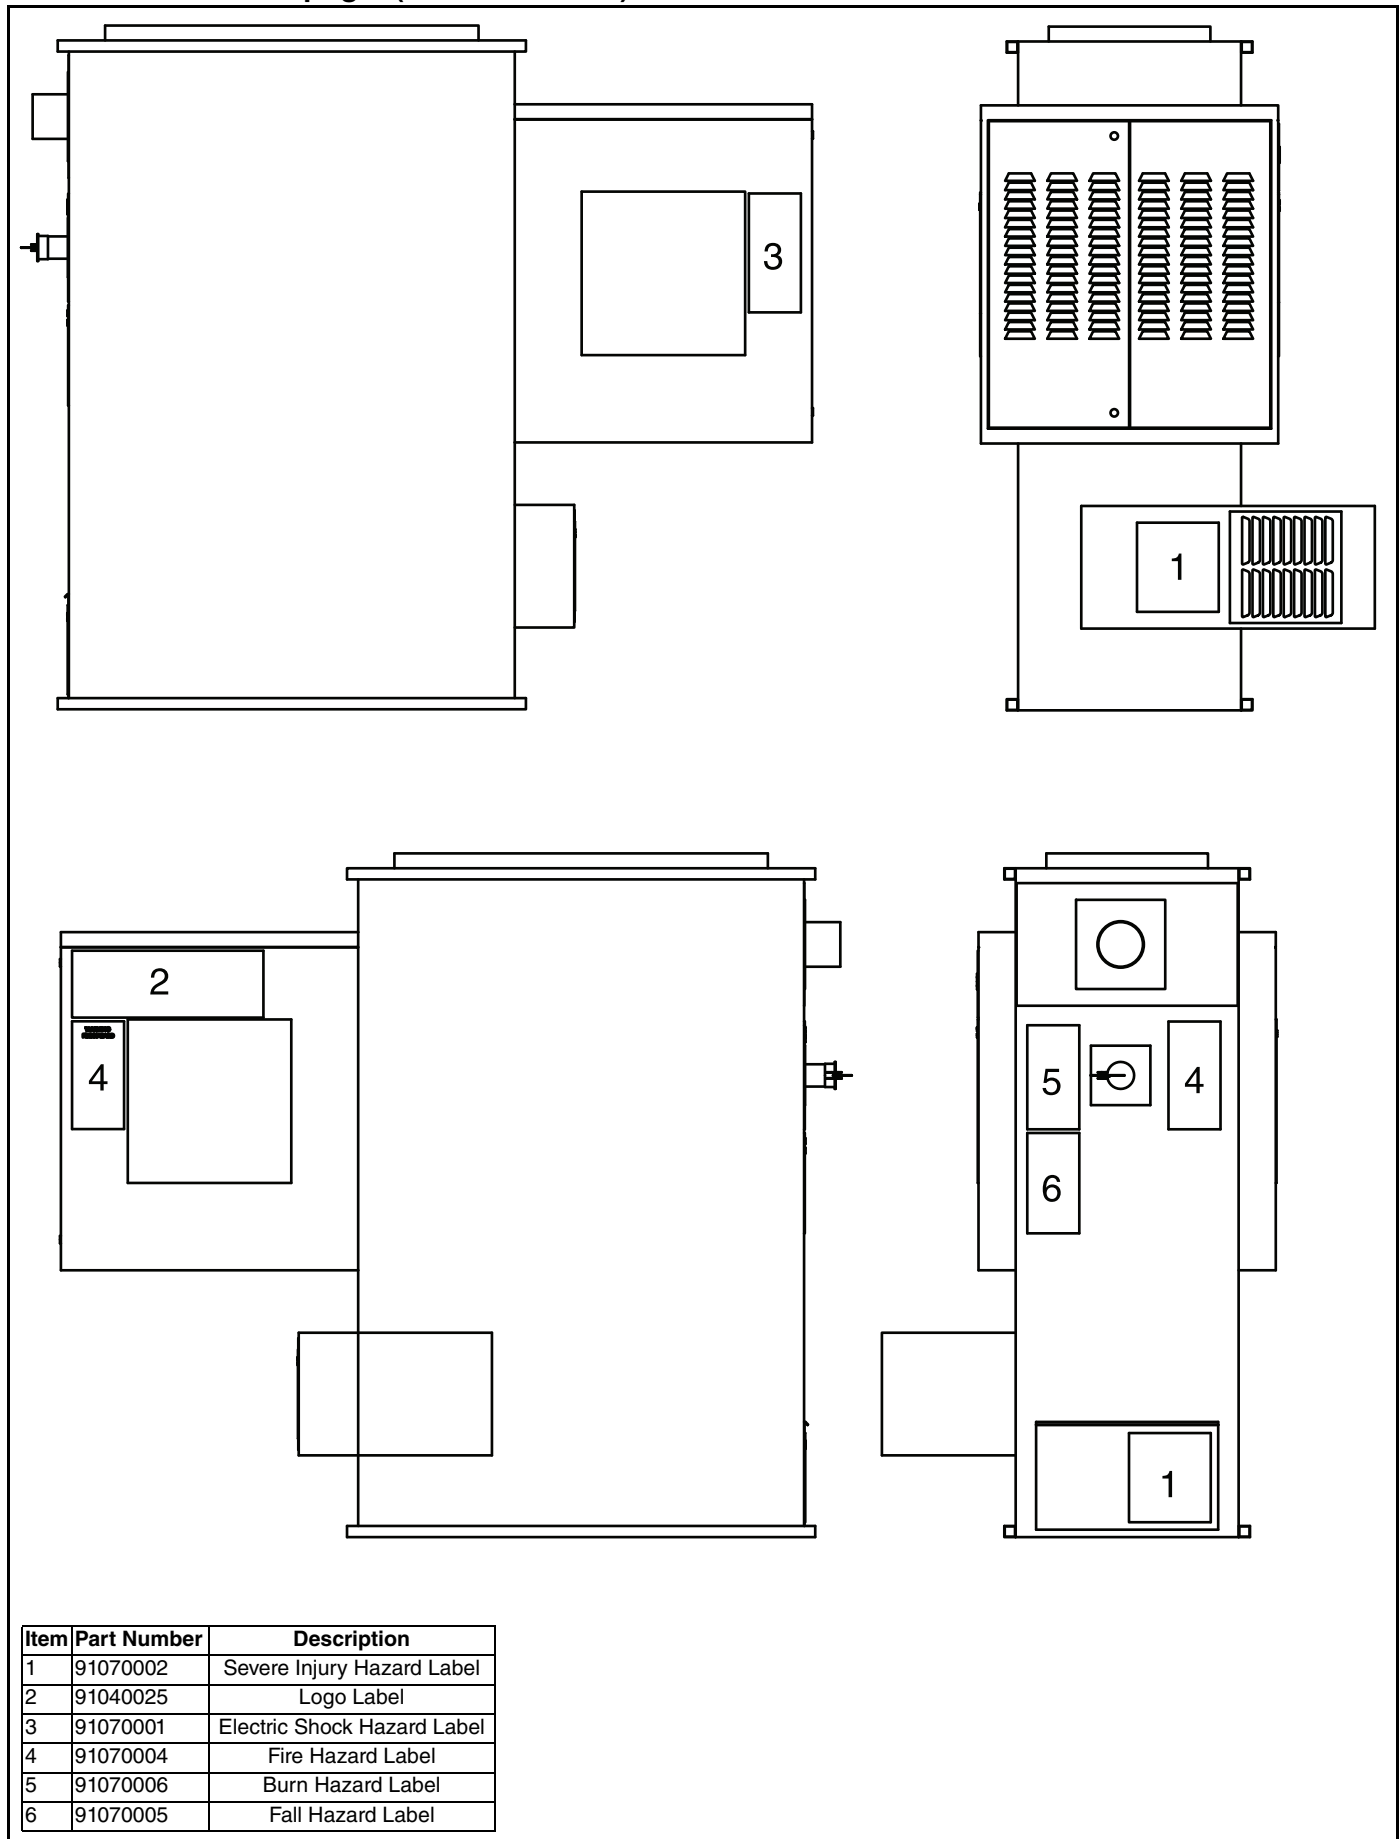 3
1
2
4
5
4
6
1
Item Part Number Description
1 91070002 Severe Injury Hazard Label
2 91040025 Logo Label
3 91070001 Electric Shock Hazard Label
4 91070004 Fire Hazard Label
5 91070006 Burn Hazard Label
6 91070005 Fall Hazard Label